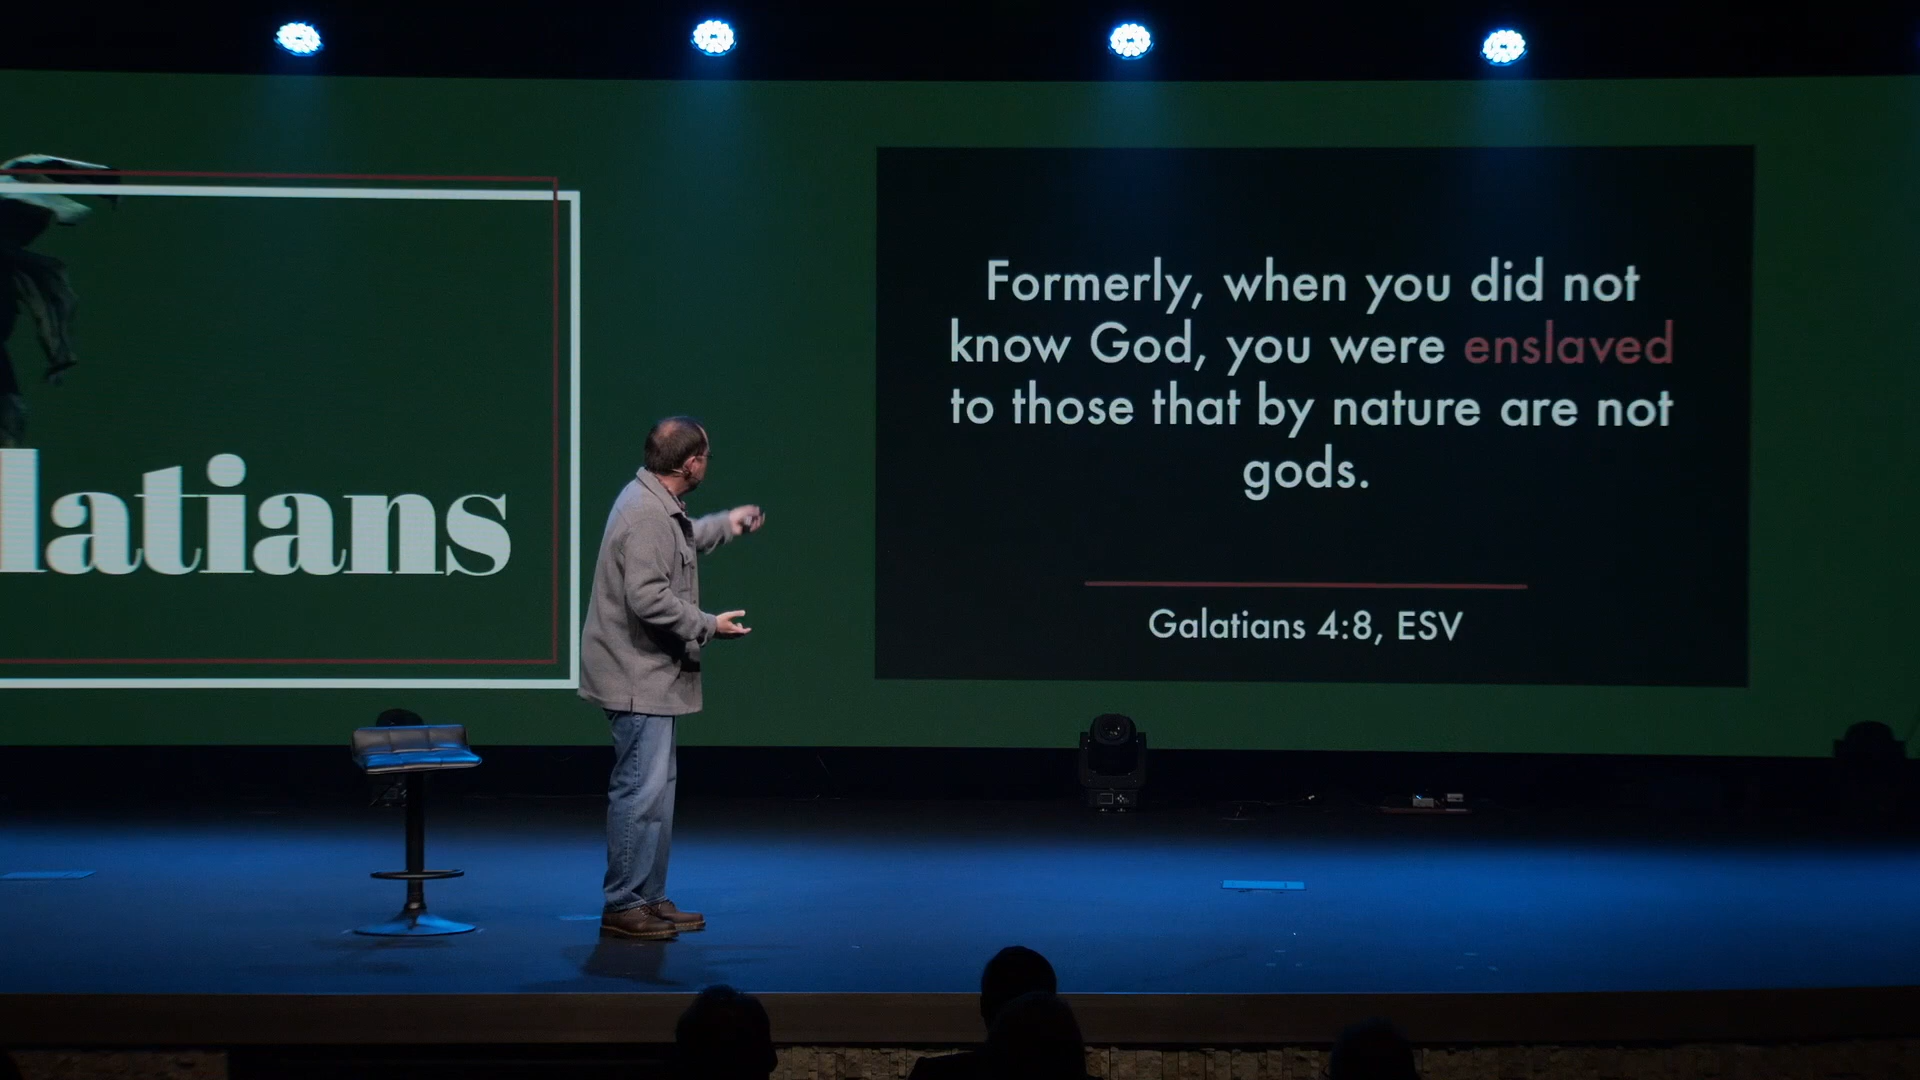 latians
Formerly, when you did not
know God, you were enslaved
to those that by nature are not
gods.
Galatians 4:8, ESV